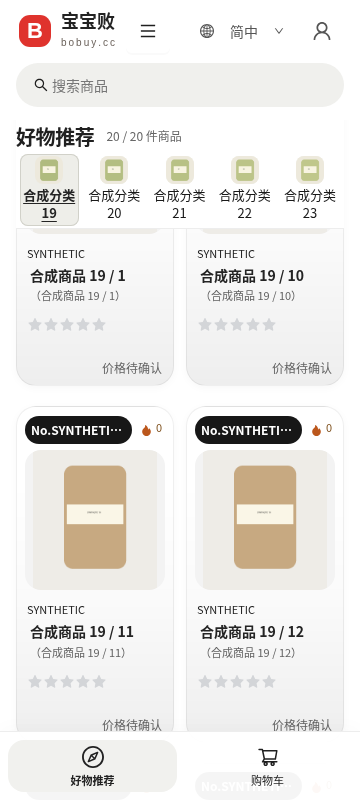 B 宝宝败
bobuy.cc
简中
搜索商品
好物推荐 20 / 20 件商品
合成分类 19
合成分类 20
合成分类 21
合成分类 22
合成分类 23
SYNTHETIC
合成商品 19 / 1
（合成商品 19 / 1）
价格待确认
SYNTHETIC
合成商品 19 / 10
（合成商品 19 / 10）
价格待确认
No.SYNTHETI… 0
SYNTHETIC
合成商品 19 / 11
（合成商品 19 / 11）
价格待确认
No.SYNTHETI… 0
SYNTHETIC
合成商品 19 / 12
（合成商品 19 / 12）
价格待确认
好物推荐
购物车